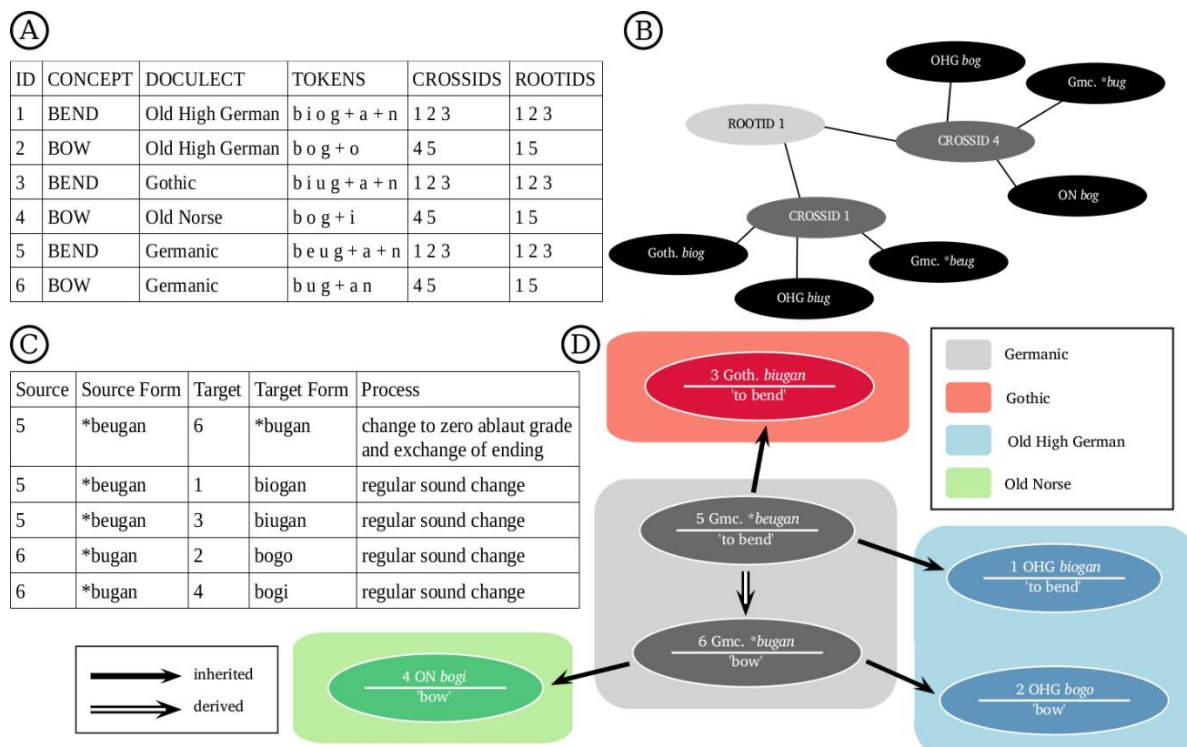 A
ID CONCEPT DOCULECT TOKENS CROSSIDS ROOTIDS
1 BEND Old High German b i o g + a + n 1 2 3 1 2 3
2 BOW Old High German b o g + o 4 5 1 5
3 BEND Gothic b i u g + a + n 1 2 3 1 2 3
4 BOW Old Norse b o g + i 4 5 1 5
5 BEND Germanic b e u g + a + n 1 2 3 1 2 3
6 BOW Germanic b u g + an 4 5 1 5
B
OHG bog
Gmc. *bug
ROOTID 1
CROSSID 4
ON bog
CROSSID 1
Goth. biog
Gmc. *beug
OHG biug
C
Source Source Form Target Target Form Process
5 *beugan 6 *bugan change to zero ablaut grade
and exchange of ending
5 *beugan 1 biogan regular sound change
5 *beugan 3 biugan regular sound change
6 *bugan 2 bogo regular sound change
6 *bugan 4 bogi regular sound change
inherited
derived
D
3 Goth. biugan
'to bend'
5 Gmc. *beugan
'to bend'
1 OHG biogan
'to bend'
6 Gmc. *bugan
'bow'
4 ON bogi
'bow'
2 OHG bogo
'bow'
Germanic
Gothic
Old High German
Old Norse